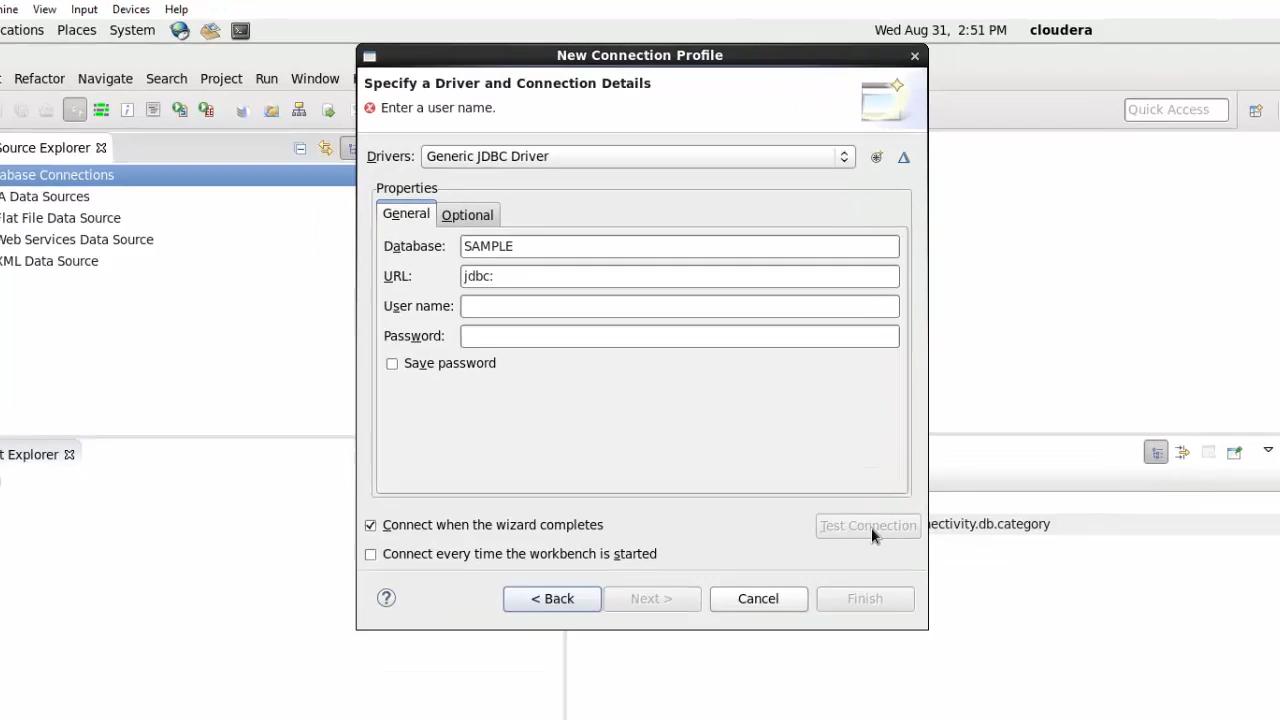 hine View Input Devices Help
cations Places System Wed Aug 31, 2:51 PM cloudera
New Connection Profile
Refactor Navigate Search Project Run Window
Specify a Driver and Connection Details
Enter a user name.
Quick Access
Source Explorer
Drivers: Generic JDBC Driver
abase Connections
Properties
A Data Sources
General Optional
Flat File Data Source
Web Services Data Source
Database: SAMPLE
XML Data Source
URL: jdbc:
User name:
Password:
Save password
t Explorer
Connect when the wizard completes Test Connection nectivity.db.category
Connect every time the workbench is started
< Back Next > Cancel Finish